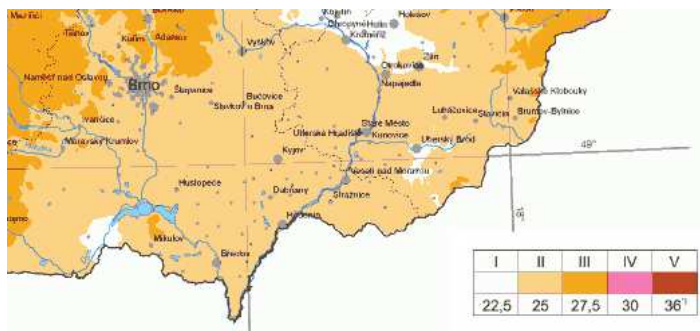 Meziříčí
Tišnov
Kuřim
Adamov
Vyškov
Kojetín
Chropyně
Hulín
Kroměříž
Holešov
Otrokovice
Zlín
Napajedla
Náměšť nad Oslavou
Brno
Šlapanice
Bučovice
Slavkov u Brna
Ivančice
Moravský Krumlov
Luhačovice
Slavičín
Valašské Klobouky
Brumov-Bylnice
Staré Město
Uherské Hradiště
Kunovice
Uherský Brod
Kyjov
49°
Veselí nad Moravou
Hustopeče
Dubňany
Strážnice
Hodonín
Mikulov
Břeclav
18°
I II III IV V
22,5 25 27,5 30 36*)